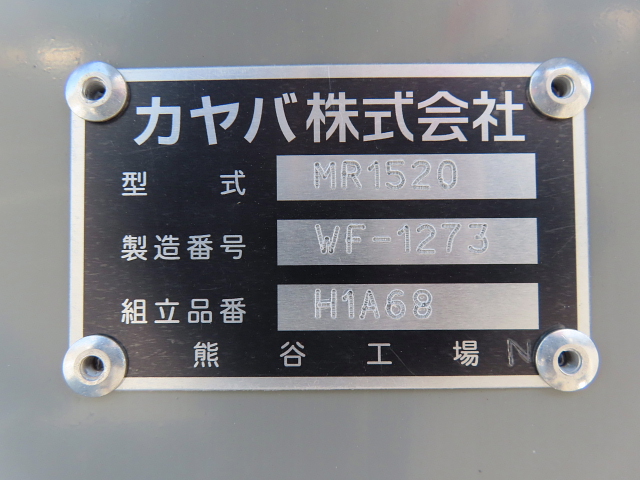 カヤバ株式会社
型式 MR1520
製造番号 WF-1273
組立品番 H1A68
熊谷工場 N